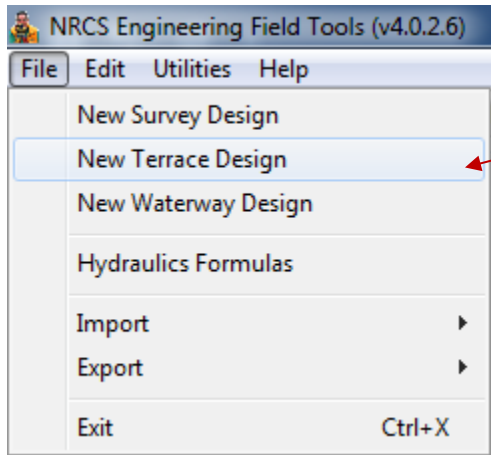 NRCS Engineering Field Tools (v4.0.2.6)
File Edit Utilities Help
New Survey Design
New Terrace Design
New Waterway Design
Hydraulics Formulas
Import
Export
Exit Ctrl+X